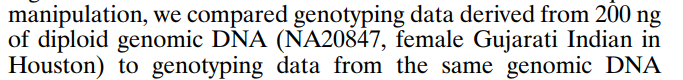 manipulation, we compared genotyping data derived from 200 ng
of diploid genomic DNA (NA20847, female Gujarati Indian in
Houston) to genotyping data from the same genomic DNA